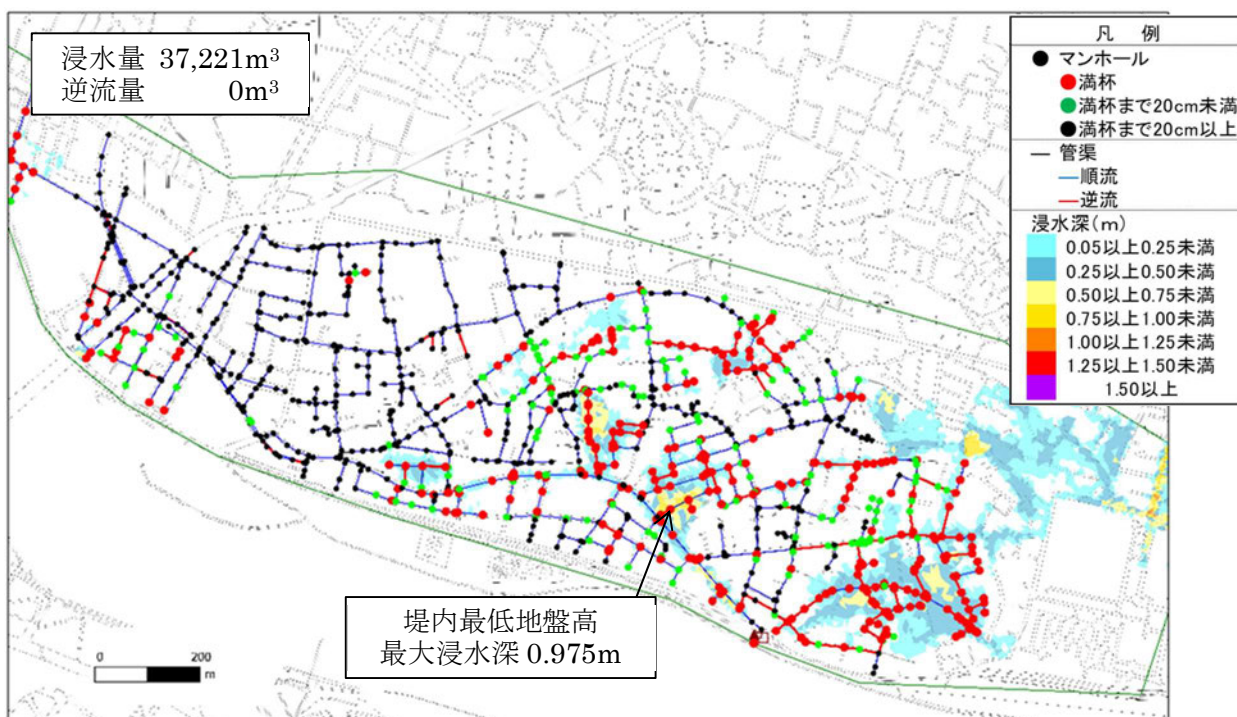 浸水量 37,221m³
逆流量 0m³
凡 例
マンホール
満杯
満杯まで20cm未満
満杯まで20cm以上
管渠
順流
逆流
浸水深(m)
0.05以上0.25未満
0.25以上0.50未満
0.50以上0.75未満
0.75以上1.00未満
1.00以上1.25未満
1.25以上1.50未満
1.50以上
堤内最低地盤高
最大浸水深 0.975m
0 200
m